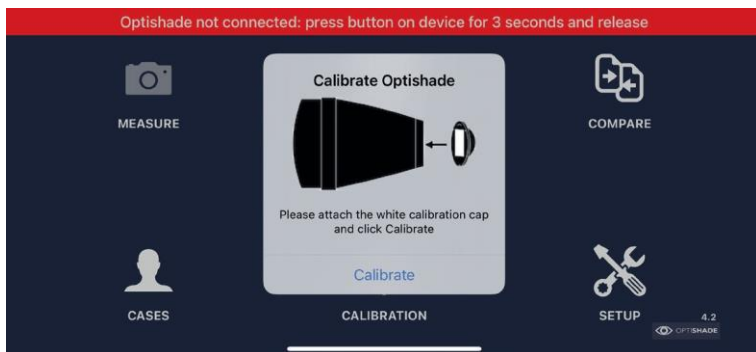 Optishade not connected: press button on device for 3 seconds and release
Calibrate Optishade
MEASURE
COMPARE
Please attach the white calibration cap
and click Calibrate
Calibrate
CASES
CALIBRATION
SETUP
4.2
OPTISHADE